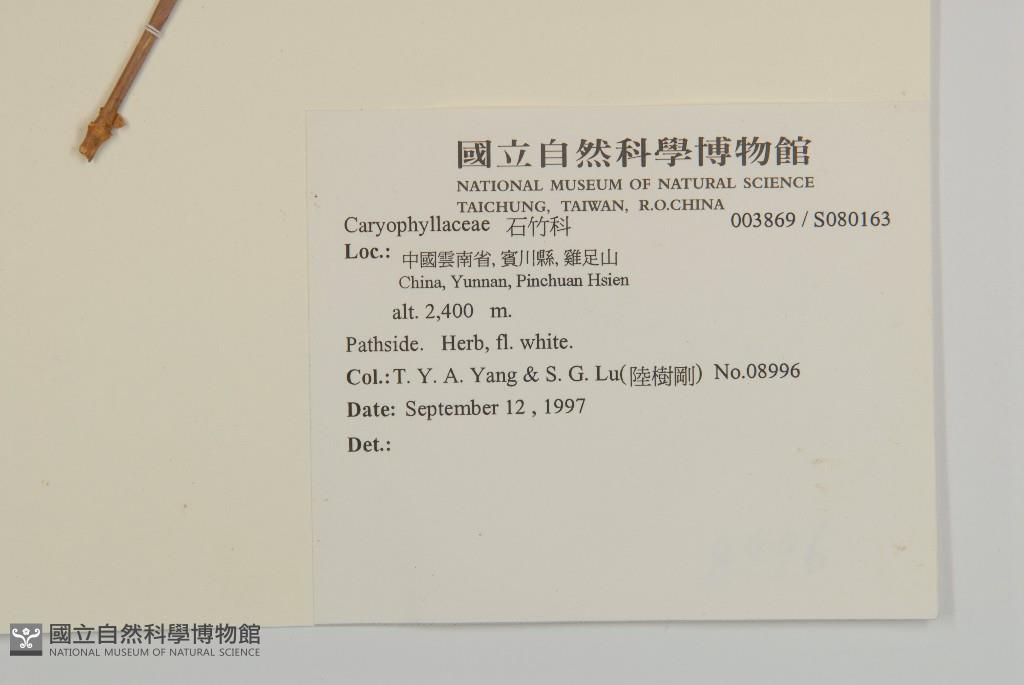 國立自然科學博物館
NATIONAL MUSEUM OF NATURAL SCIENCE
TAICHUNG, TAIWAN, R.O.CHINA
Caryophyllaceae 石竹科 003869 / S080163
Loc.: 中國雲南省, 賓川縣, 雞足山
China, Yunnan, Pinchuan Hsien
alt. 2,400 m.
Pathside. Herb, fl. white.
Col.: T. Y. A. Yang & S. G. Lu(陸樹剛) No.08996
Date: September 12 , 1997
Det.:
國立自然科學博物館
NATIONAL MUSEUM OF NATURAL SCIENCE